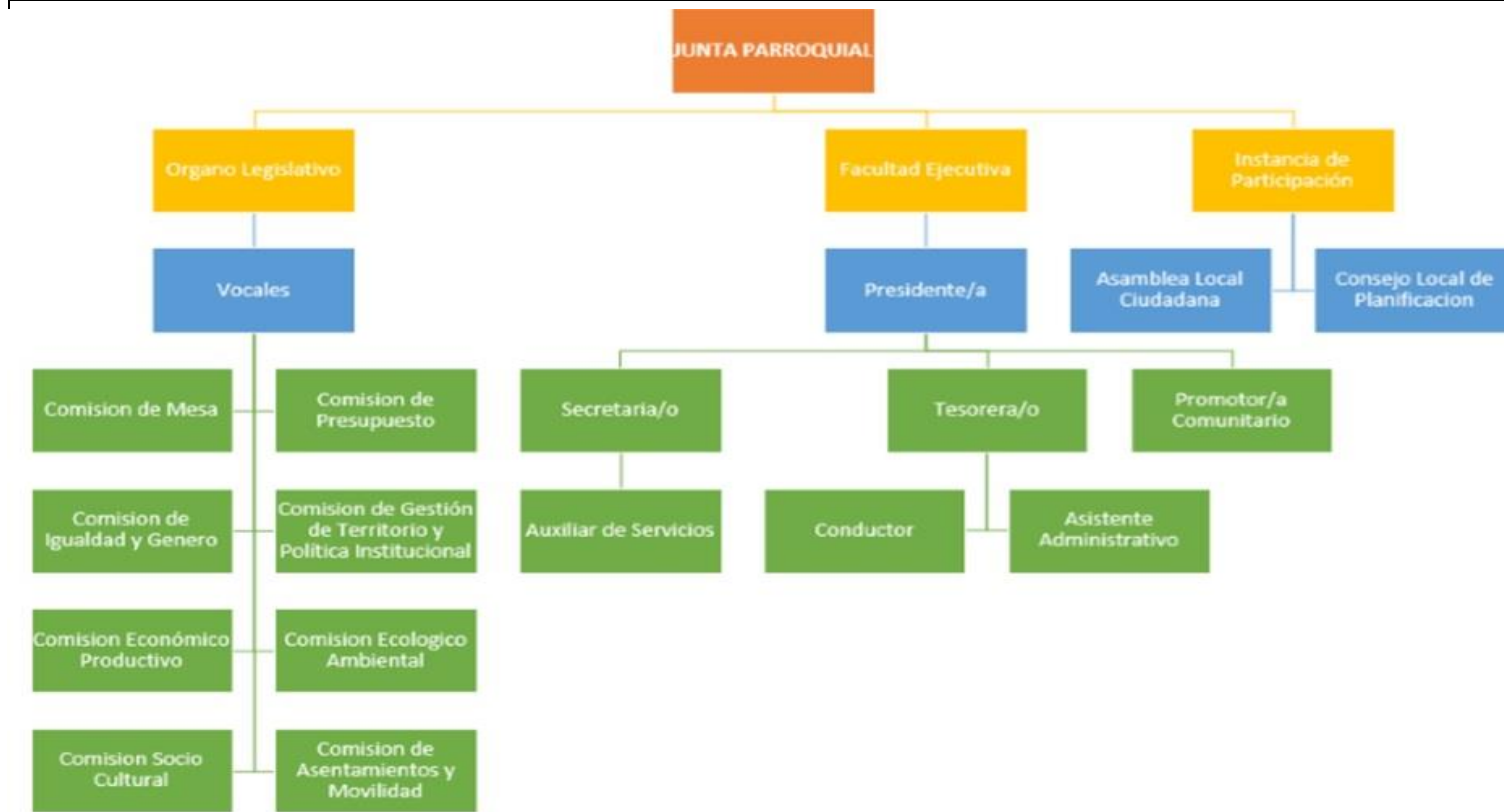 JUNTA PARROQUIAL
Organo Legislativo
Facultad Ejecutiva
Instancia de
Participación
Vocales
Presidente/a
Asamblea Local
Ciudadana
Consejo Local de
Planificacion
Comision de Mesa
Comision de
Presupuesto
Secretaria/o
Tesorera/o
Promotor/a
Comunitario
Comision de
Igualdad y Genero
Comision de Gestión
de Territorio y
Política Institucional
Auxiliar de Servicios
Conductor
Asistente
Administrativo
Comision Económico
Productivo
Comision Ecologico
Ambiental
Comision Socio
Cultural
Comision de
Asentamientos y
Movilidad